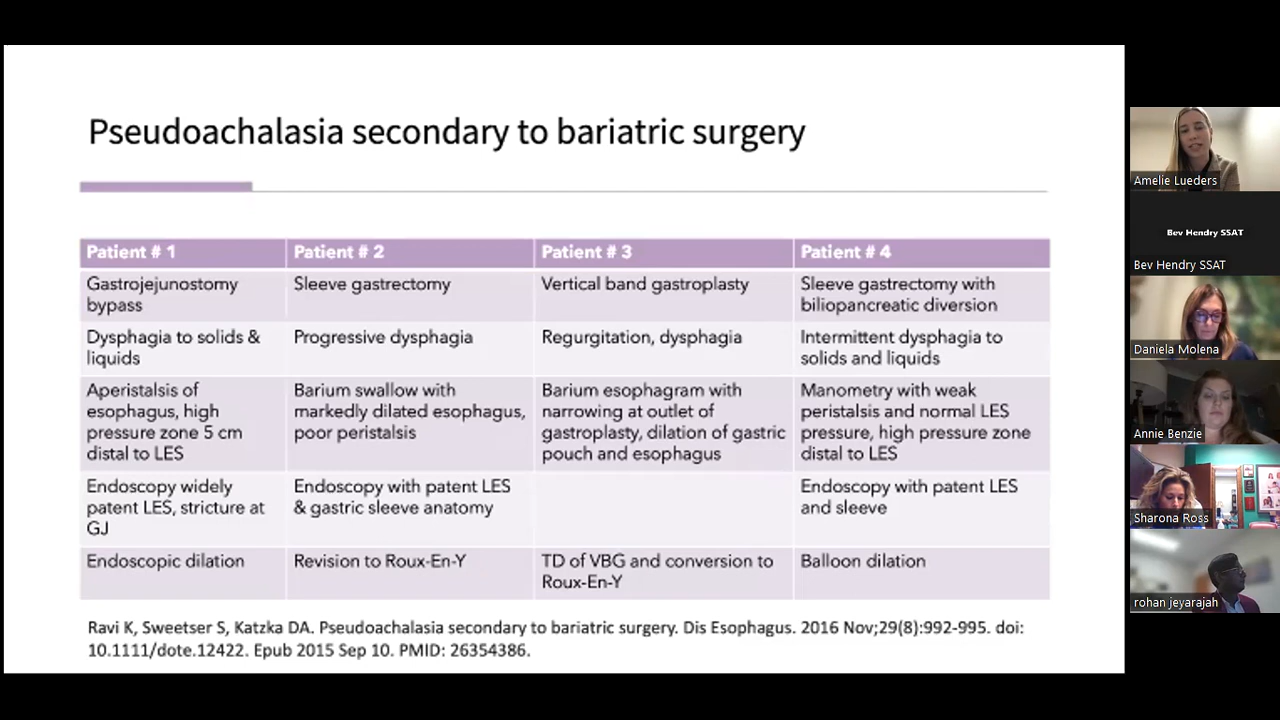 Pseudoachalasia secondary to bariatric surgery
Patient # 1
Patient # 2
Patient # 3
Patient # 4
Gastrojejunostomy
bypass
Sleeve gastrectomy
Vertical band gastroplasty
Sleeve gastrectomy with
biliopancreatic diversion
Dysphagia to solids &
liquids
Progressive dysphagia
Regurgitation, dysphagia
Intermittent dysphagia to
solids and liquids
Aperistalsis of
esophagus, high
pressure zone 5 cm
distal to LES
Barium swallow with
markedly dilated esophagus,
poor peristalsis
Barium esophagram with
narrowing at outlet of
gastroplasty, dilation of gastric
pouch and esophagus
Manometry with weak
peristalsis and normal LES
pressure, high pressure zone
distal to LES
Endoscopy widely
patent LES, stricture at
GJ
Endoscopy with patent LES
& gastric sleeve anatomy
Endoscopy with patent LES
and sleeve
Endoscopic dilation
Revision to Roux-En-Y
TD of VBG and conversion to
Roux-En-Y
Balloon dilation
Ravi K, Sweetser S, Katzka DA. Pseudoachalasia secondary to bariatric surgery. Dis Esophagus. 2016 Nov;29(8):992-995. doi:
10.1111/dote.12422. Epub 2015 Sep 10. PMID: 26354386.
Amelie Lueders
Bev Hendry SSAT
Bev Hendry SSAT
Daniela Molena
Annie Benzie
Sharona Ross
rohan jeyarajah